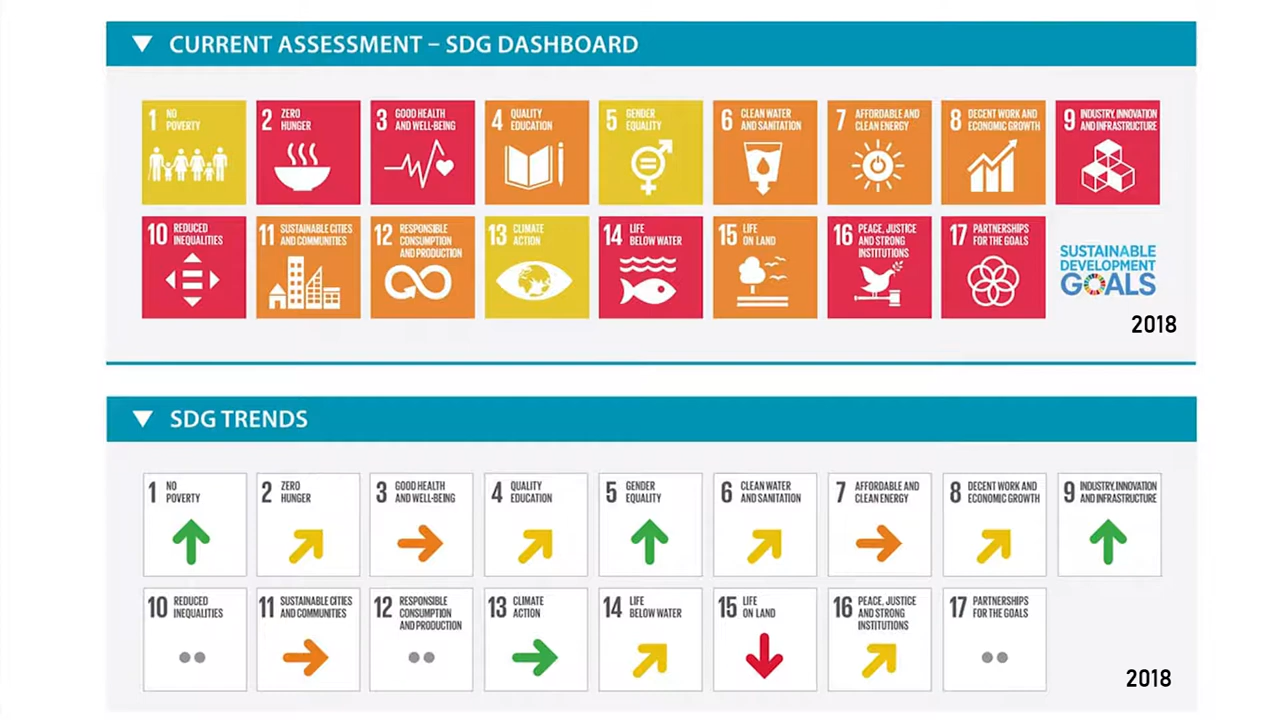 CURRENT ASSESSMENT – SDG DASHBOARD
1 NO
POVERTY
2 ZERO
HUNGER
3 GOOD HEALTH
AND WELL-BEING
4 QUALITY
EDUCATION
5 GENDER
EQUALITY
6 CLEAN WATER
AND SANITATION
7 AFFORDABLE AND
CLEAN ENERGY
8 DECENT WORK AND
ECONOMIC GROWTH
9 INDUSTRY, INNOVATION
AND INFRASTRUCTURE
10 REDUCED
INEQUALITIES
11 SUSTAINABLE CITIES
AND COMMUNITIES
12 RESPONSIBLE
CONSUMPTION
AND PRODUCTION
13 CLIMATE
ACTION
14 LIFE
BELOW WATER
15 LIFE
ON LAND
16 PEACE, JUSTICE
AND STRONG
INSTITUTIONS
17 PARTNERSHIPS
FOR THE GOALS
SUSTAINABLE
DEVELOPMENT
GOALS
2018
SDG TRENDS
1 NO
POVERTY
2 ZERO
HUNGER
3 GOOD HEALTH
AND WELL-BEING
4 QUALITY
EDUCATION
5 GENDER
EQUALITY
6 CLEAN WATER
AND SANITATION
7 AFFORDABLE AND
CLEAN ENERGY
8 DECENT WORK AND
ECONOMIC GROWTH
9 INDUSTRY, INNOVATION
AND INFRASTRUCTURE
10 REDUCED
INEQUALITIES
11 SUSTAINABLE CITIES
AND COMMUNITIES
12 RESPONSIBLE
CONSUMPTION
AND PRODUCTION
13 CLIMATE
ACTION
14 LIFE
BELOW WATER
15 LIFE
ON LAND
16 PEACE, JUSTICE
AND STRONG
INSTITUTIONS
17 PARTNERSHIPS
FOR THE GOALS
2018